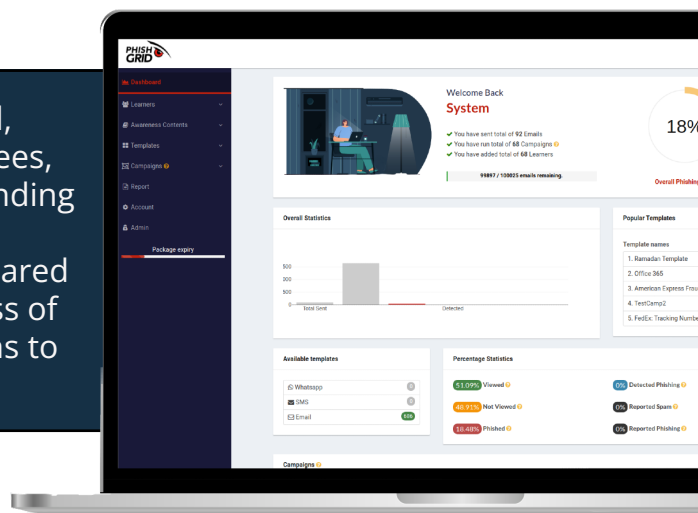 PHISH
GRID
ees,
nding
ared
ss of
ns to
Dashboard
Learners
Awareness Contents
Templates
Campaigns
Report
Account
Admin
Package expiry
Welcome Back
System
You have sent total of 92 Emails
You have run total of 68 Campaigns
You have added total of 68 Learners
99897 / 100025 emails remaining.
18%
Overall Phishing
Overall Statistics
500
000
500
0
Total Sent
Detected
Popular Templates
Template names
1. Ramadan Template
2. Office 365
3. American Express Frau
4. TestCamp2
5. FedEx: Tracking Numbe
Available templates
Whatsapp 0
SMS 0
Email
Percentage Statistics
51.09% Viewed
48.91% Not Viewed
18.48% Phished
0% Detected Phishing
0% Reported Spam
0% Reported Phishing
Campaigns